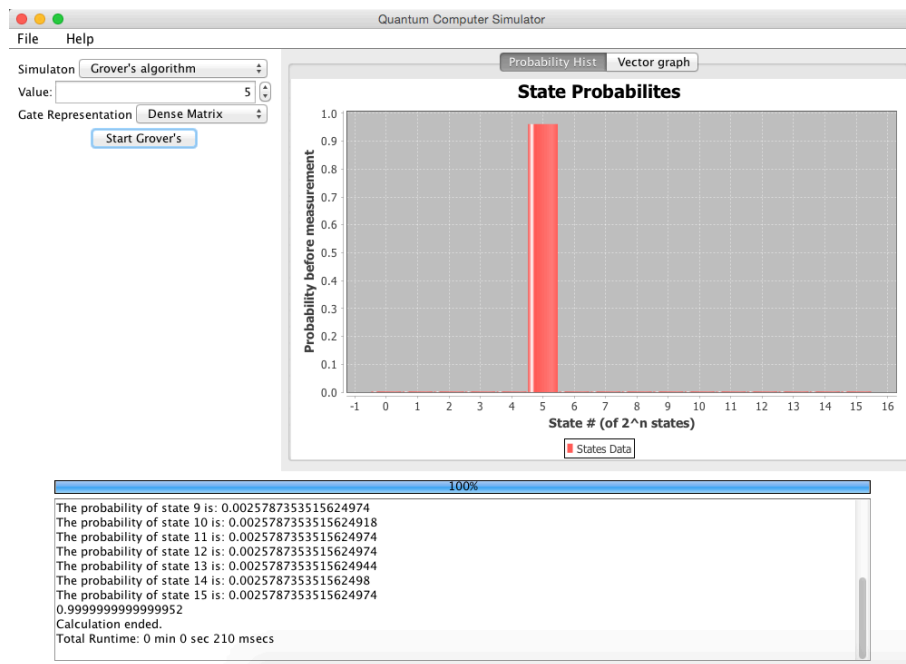 Quantum Computer Simulator
File Help
Simulaton Grover's algorithm
Value: 5
Gate Representation Dense Matrix
Start Grover's
Probability Hist Vector graph
State Probabilites
Probability before measurement
1.0
0.9
0.8
0.7
0.6
0.5
0.4
0.3
0.2
0.1
0.0
-1 0 1 2 3 4 5 6 7 8 9 10 11 12 13 14 15 16
State # (of 2^n states)
States Data
100%
The probability of state 9 is: 0.0025787353515624974
The probability of state 10 is: 0.0025787353515624918
The probability of state 11 is: 0.0025787353515624974
The probability of state 12 is: 0.0025787353515624974
The probability of state 13 is: 0.0025787353515624944
The probability of state 14 is: 0.002578735351562498
The probability of state 15 is: 0.0025787353515624974
0.9999999999999952
Calculation ended.
Total Runtime: 0 min 0 sec 210 msecs